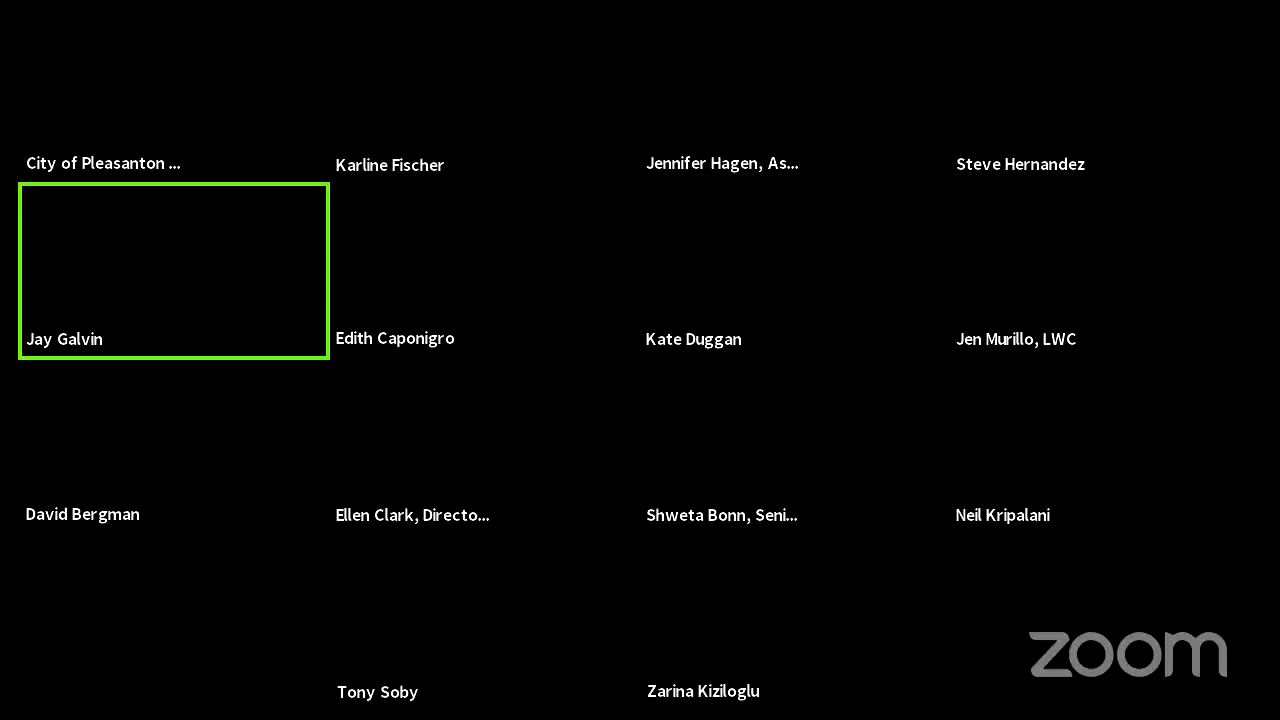 City of Pleasanton ...
Karline Fischer
Jennifer Hagen, As...
Steve Hernandez
Jay Galvin
Edith Caponigro
Kate Duggan
Jen Murillo, LWC
David Bergman
Ellen Clark, Directo...
Shweta Bonn, Seni...
Neil Kripalani
Tony Soby
Zarina Kiziloglu
zoom